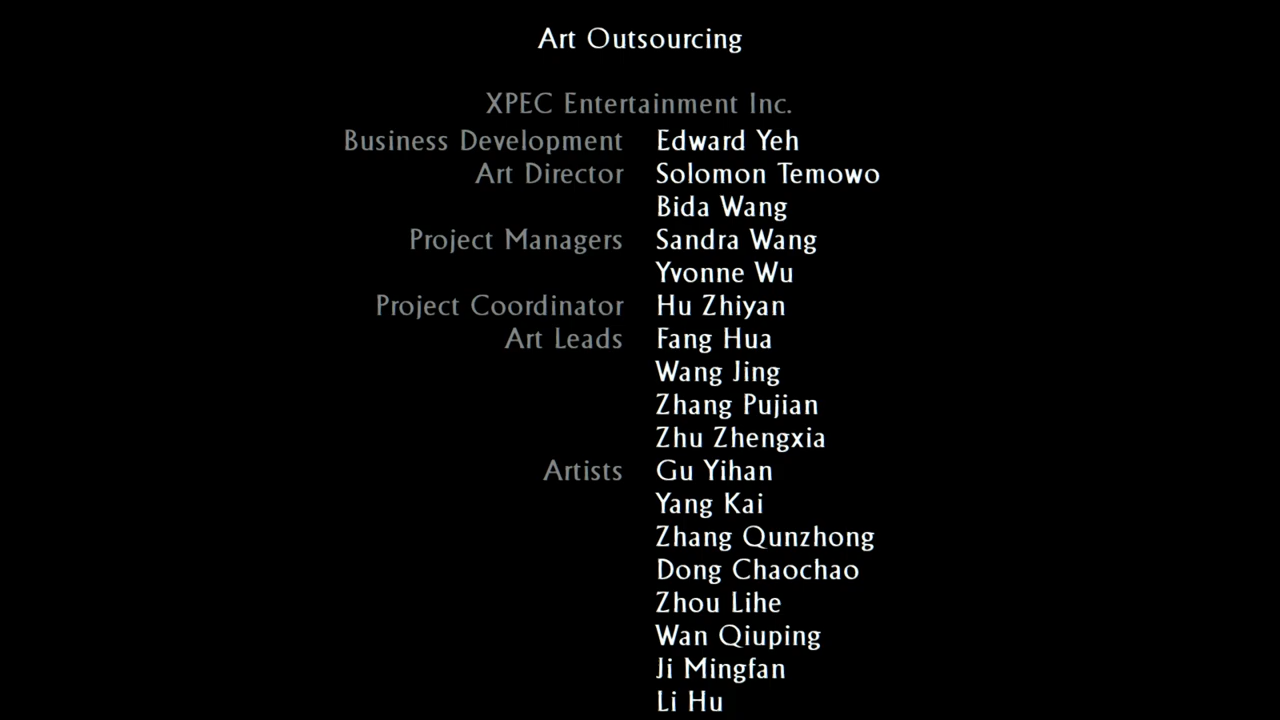 Art Outsourcing
XPEC Entertainment Inc.
Business Development Edward Yeh
Art Director Solomon Temowo
Bida Wang
Project Managers Sandra Wang
Yvonne Wu
Project Coordinator Hu Zhiyan
Art Leads Fang Hua
Wang Jing
Zhang Pujian
Zhu Zhengxia
Artists Gu Yihan
Yang Kai
Zhang Qunzhong
Dong Chaochao
Zhou Lihe
Wan Qiuping
Ji Mingfan
Li Hu